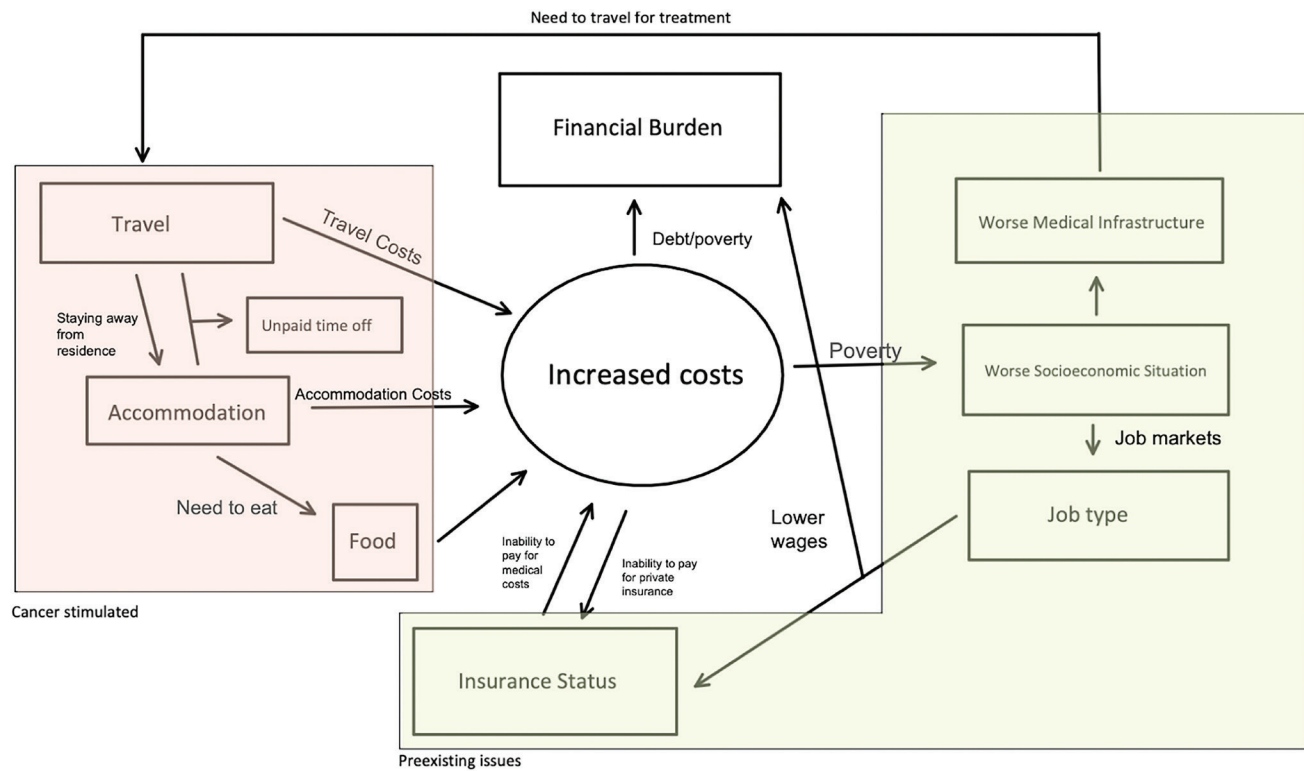 Need to travel for treatment
Financial Burden
Travel
Travel Costs
Debt/poverty
Worse Medical Infrastructure
Staying away
from
residence
Unpaid time off
Increased costs
Poverty
Worse Socioeconomic Situation
Accommodation
Accommodation Costs
Job markets
Need to eat
Food
Inability to
pay for
medical
costs
Inability to pay
for private
insurance
Lower
wages
Job type
Cancer stimulated
Insurance Status
Preexisting issues